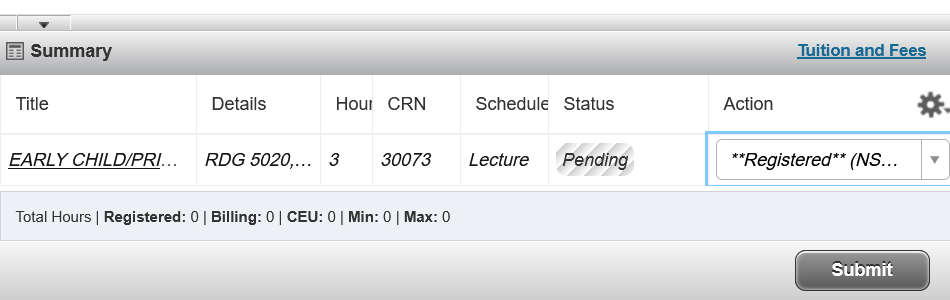 Summary Tuition and Fees
Title Details Hour CRN Schedule Status Action
EARLY CHILD/PRI... RDG 5020,... 3 30073 Lecture Pending **Registered** (NS...
Total Hours | Registered: 0 | Billing: 0 | CEU: 0 | Min: 0 | Max: 0
Submit